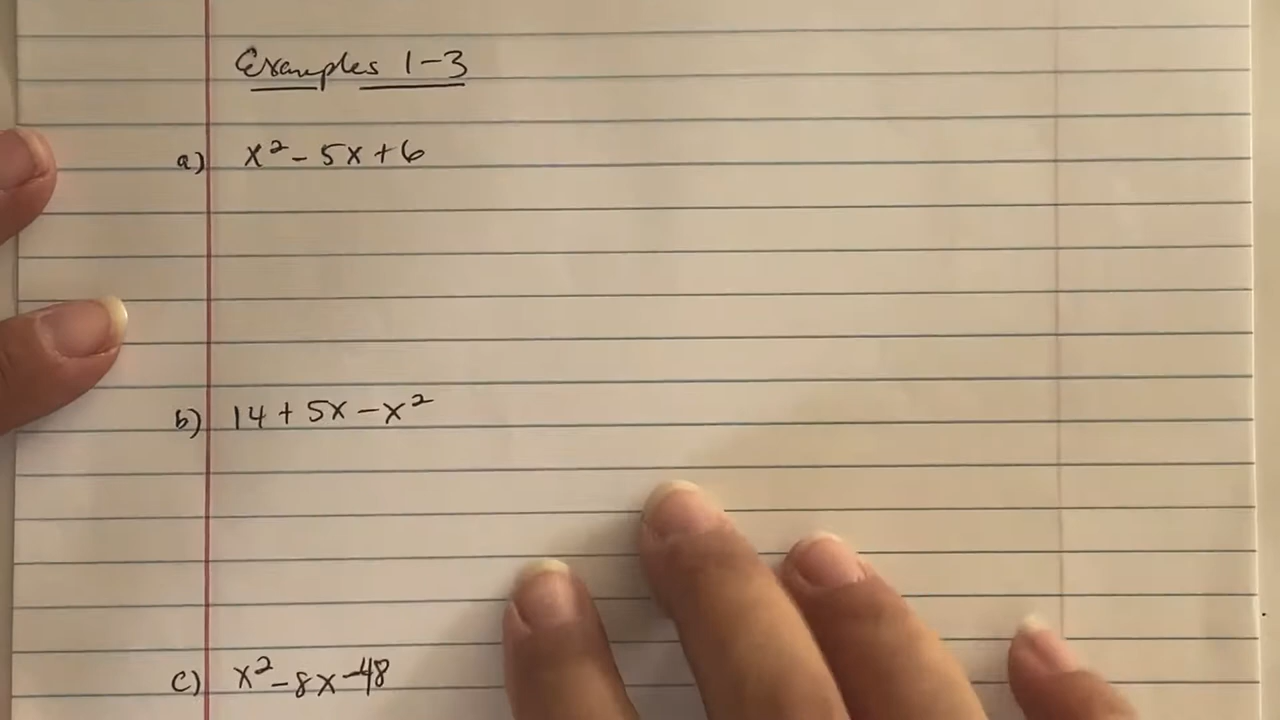 Examples 1-3
a) x² - 5x + 6
b) 14 + 5x - x²
c) x² - 8x - 48